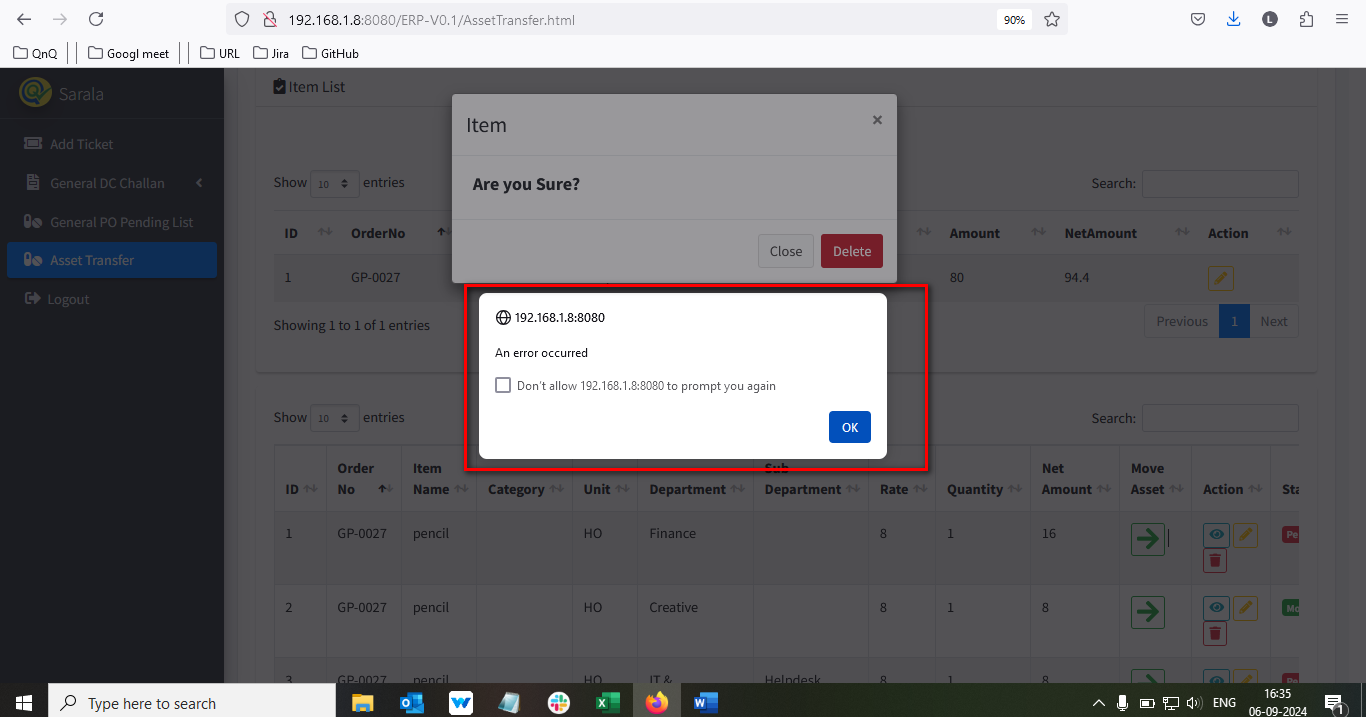 192.168.1.8:8080/ERP-V0.1/AssetTransfer.html
90%
L
QnQ
Googl meet
URL
Jira
GitHub
Sarala
Add Ticket
General DC Challan
General PO Pending List
Asset Transfer
Logout
Item List
Item
×
Are you Sure?
Close
Delete
Show 10 entries
Search:
ID OrderNo Amount NetAmount Action
1 GP-0027 80 94.4
Showing 1 to 1 of 1 entries
Previous 1 Next
192.168.1.8:8080
An error occurred
Don't allow 192.168.1.8:8080 to prompt you again
OK
Show 10 entries
Search:
Order Item Sub Net Move
ID No Name Category Unit Department Department Rate Quantity Amount Asset Action Sta
1 GP-0027 pencil HO Finance 8 1 16 Pe
2 GP-0027 pencil HO Creative 8 1 8 Mo
3 GP-0027 pencil HO IT & Helpdesk 8 1 8 Pe
Type here to search
ENG
16:35
06-09-2024
1